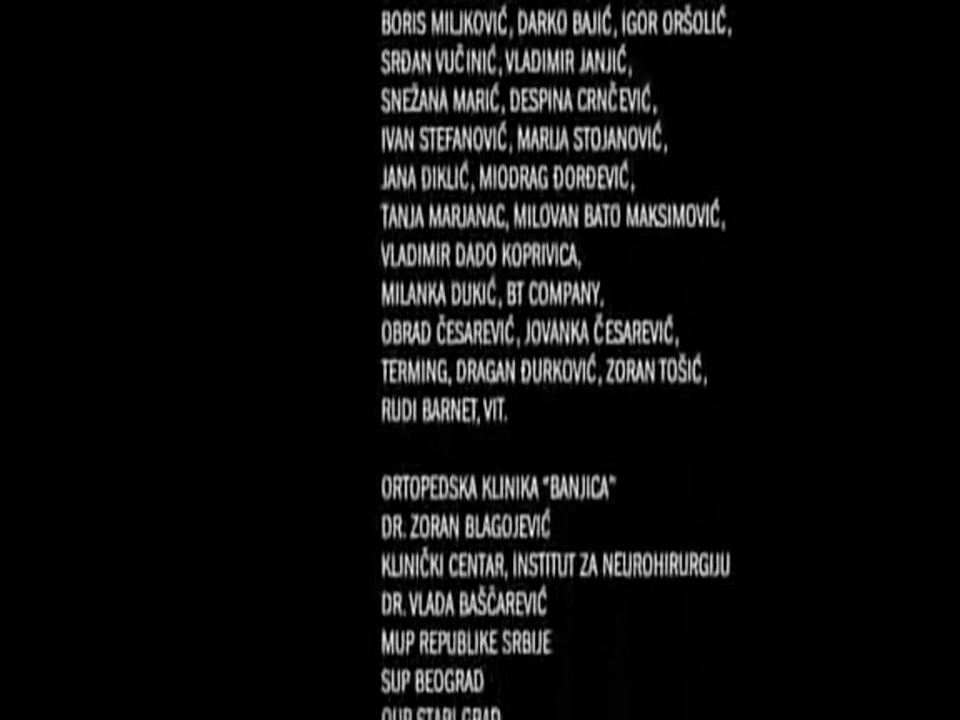 BORIS MILJKOVIĆ, DARKO BAJIĆ, IGOR ORŠOLIĆ,
SRĐAN VUČINIĆ, VLADIMIR JANJIĆ,
SNEŽANA MARIĆ, DESPINA CRNČEVIĆ,
IVAN STEFANOVIĆ, MARIJA STOJANOVIĆ,
JANA DIKLIĆ, MIODRAG ĐORĐEVIĆ,
TANJA MARJANAC, MILOVAN BATO MAKSIMOVIĆ,
VLADIMIR DADO KOPRIVICA,
MILANKA DUKIĆ, BT COMPANY,
OBRAD ČESAREVIĆ, JOVANKA ČESAREVIĆ,
TERMING, DRAGAN ĐURKOVIĆ, ZORAN TOŠIĆ,
RUDI BARNET, VIT.
ORTOPEDSKA KLINIKA "BANJICA"
DR. ZORAN BLAGOJEVIĆ
KLINIČKI CENTAR, INSTITUT ZA NEUROHIRURGIJU
DR. VLADA BAŠČAREVIĆ
MUP REPUBLIKE SRBIJE
SUP BEOGRAD
OUP STARI GRAD